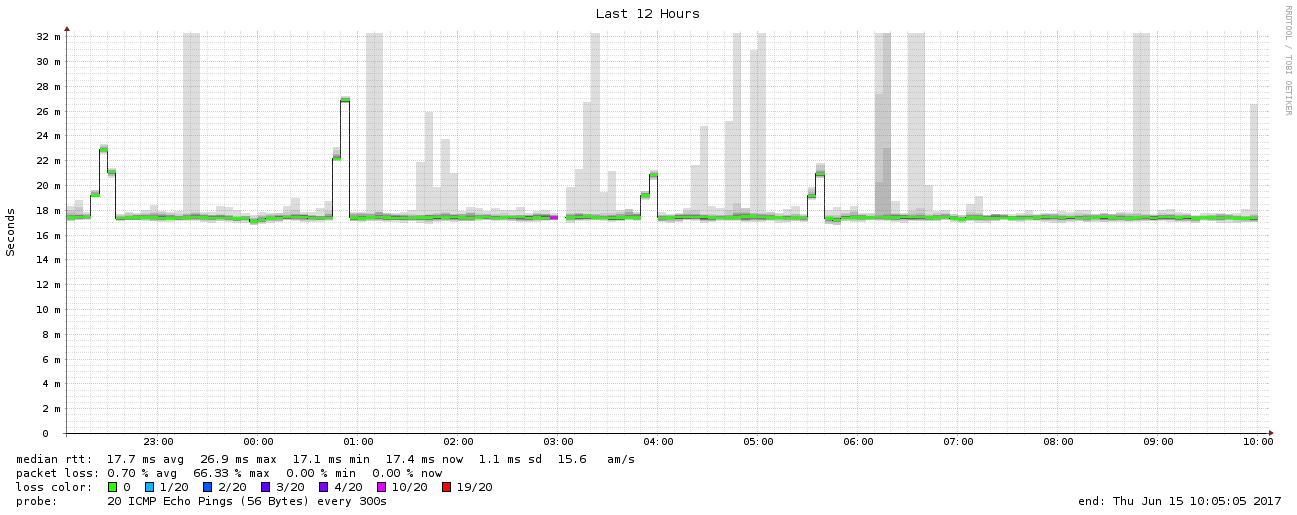 Last 12 Hours
RRDTOOL / TOBI OETIKER
Seconds
32 m
30 m
28 m
26 m
24 m
22 m
20 m
18 m
16 m
14 m
12 m
10 m
8 m
6 m
4 m
2 m
0
23:00 00:00 01:00 02:00 03:00 04:00 05:00 06:00 07:00 08:00 09:00 10:00
median rtt: 17.7 ms avg 26.9 ms max 17.1 ms min 17.4 ms now 1.1 ms sd 15.6 am/s
packet loss: 0.70 % avg 66.33 % max 0.00 % min 0.00 % now
loss color: 0 1/20 2/20 3/20 4/20 10/20 19/20
probe: 20 ICMP Echo Pings (56 Bytes) every 300s end: Thu Jun 15 10:05:05 2017